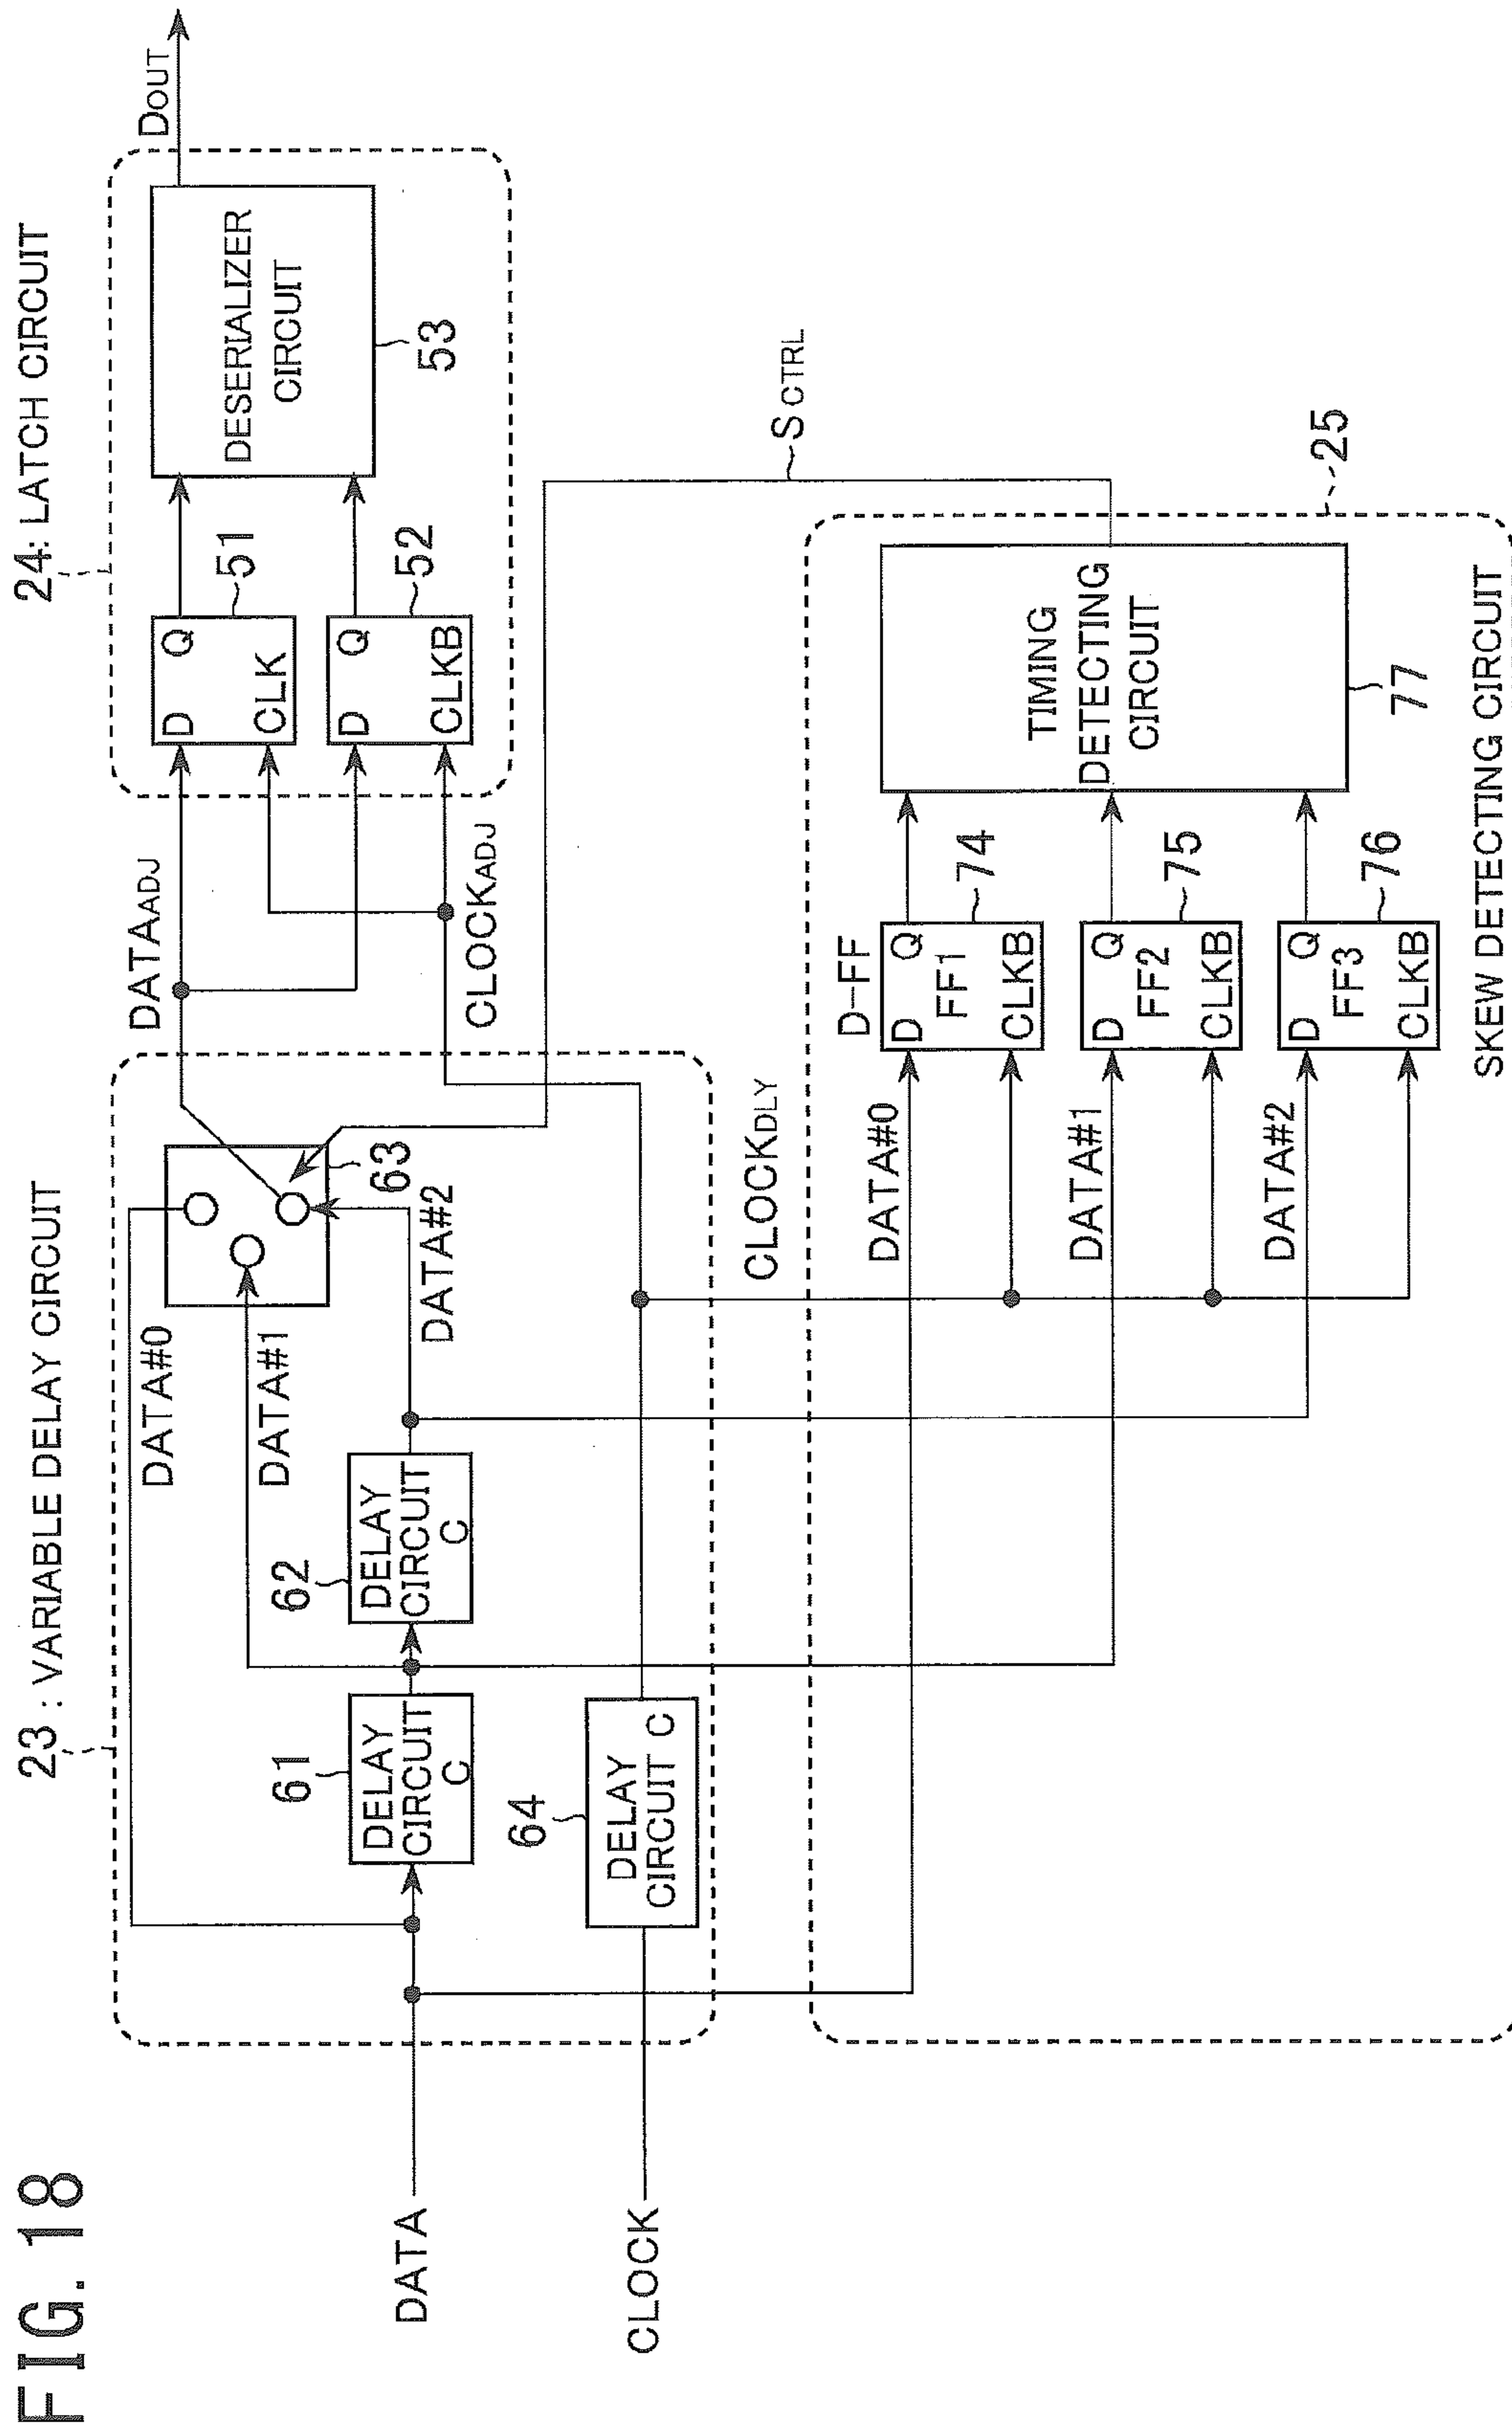 FIG. 18
23 : VARIABLE DELAY CIRCUIT
24: LATCH CIRCUIT
DATA#0
DATA#1
DATA#2
63
61
DELAY
CIRCUIT
C
62
DELAY
CIRCUIT
C
64
DELAY
CIRCUIT C
DATA
CLOCK
DATAADJ
CLOCKADJ
D Q
CLK
51
D Q
CLKB
52
DESERIALIZER
CIRCUIT
53
DOUT
SCTRL
CLOCKDLY
DATA#0
DATA#1
DATA#2
D-FF
D Q
FF1
CLKB
74
D Q
FF2
CLKB
75
D Q
FF3
CLKB
76
TIMING
DETECTING
CIRCUIT
77
25
SKEW DETECTING CIRCUIT